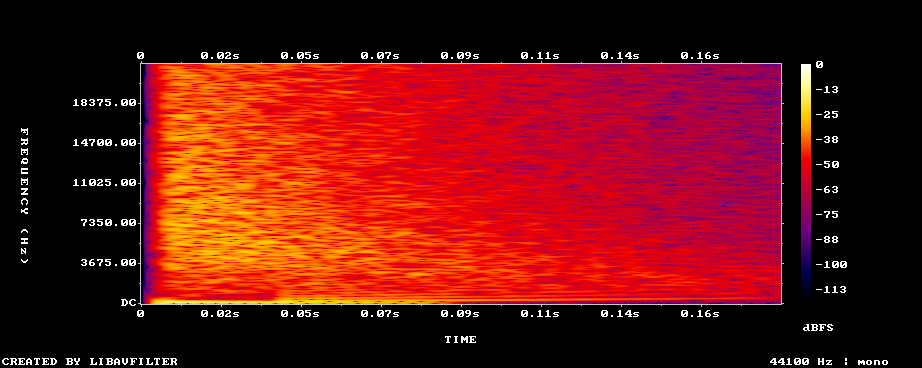 0 0.02s 0.05s 0.07s 0.09s 0.11s 0.14s 0.16s
0
-13
-25
-38
-50
-63
-75
-88
-100
-113
dBFS
18375.00
14700.00
11025.00
7350.00
3675.00
DC
FREQUENCY (Hz)
0 0.02s 0.05s 0.07s 0.09s 0.11s 0.14s 0.16s
TIME
CREATED BY LIBAVFILTER
44100 Hz | mono